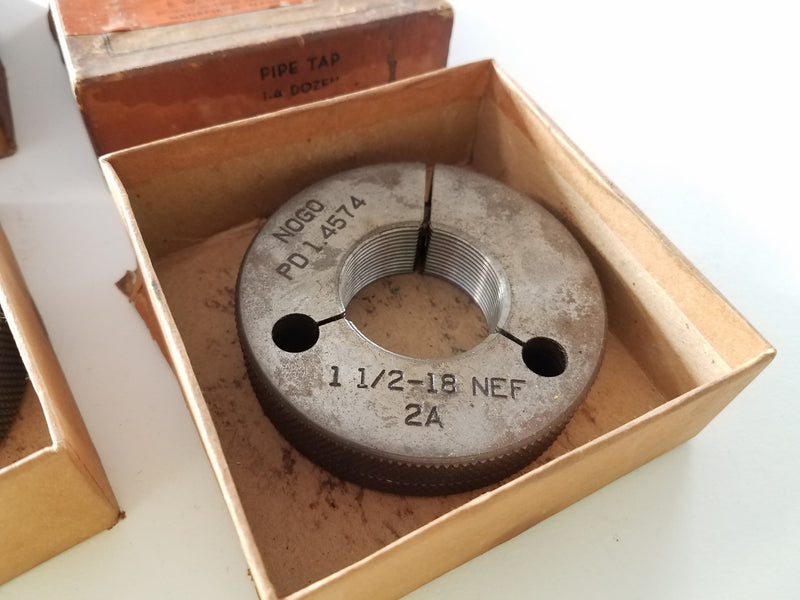 PIPE TAP
NOGO
PD 1.4574
1 1/2-18 NEF
2A